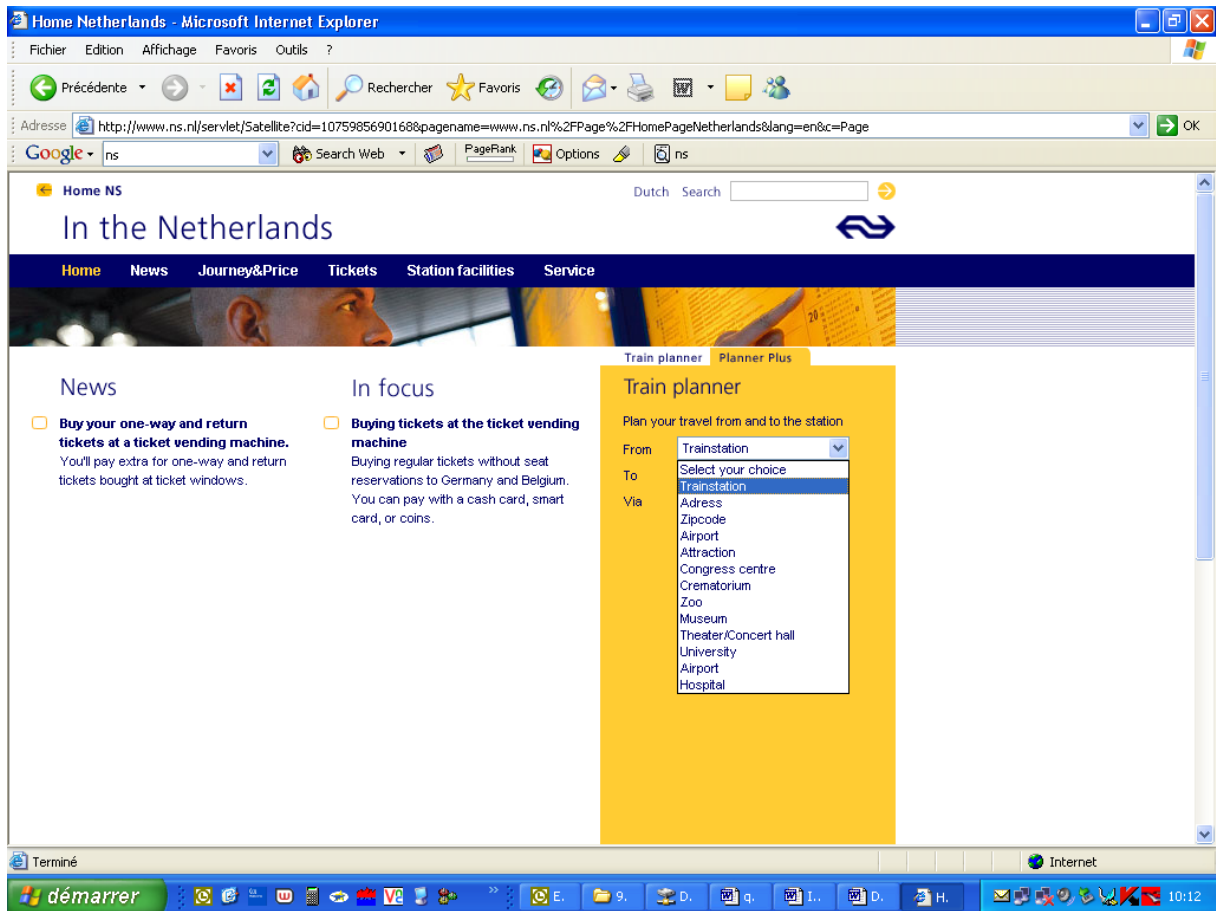 Home Netherlands - Microsoft Internet Explorer
Fichier Edition Affichage Favoris Outils ?
Précédente Rechercher Favoris
Adresse http://www.ns.nl/servlet/Satellite?cid=1075985690168&pagename=www.ns.nl%2FPage%2FHomePageNetherlands&lang=en&c=Page OK
Google ns Search Web PageRank Options ns
Home NS Dutch Search
In the Netherlands
Home News Journey&Price Tickets Station facilities Service
20
Train planner Planner Plus
News
Buy your one-way and return
tickets at a ticket vending machine.
You'll pay extra for one-way and return
tickets bought at ticket windows.
In focus
Buying tickets at the ticket vending
machine
Buying regular tickets without seat
reservations to Germany and Belgium.
You can pay with a cash card, smart
card, or coins.
Train planner
Plan your travel from and to the station
From Trainstation
To
Via
Select your choice
Trainstation
Adress
Zipcode
Airport
Attraction
Congress centre
Crematorium
Zoo
Museum
Theater/Concert hall
University
Airport
Hospital
Terminé Internet
démarrer E. 9. D. q. I.. D. H. 10:12